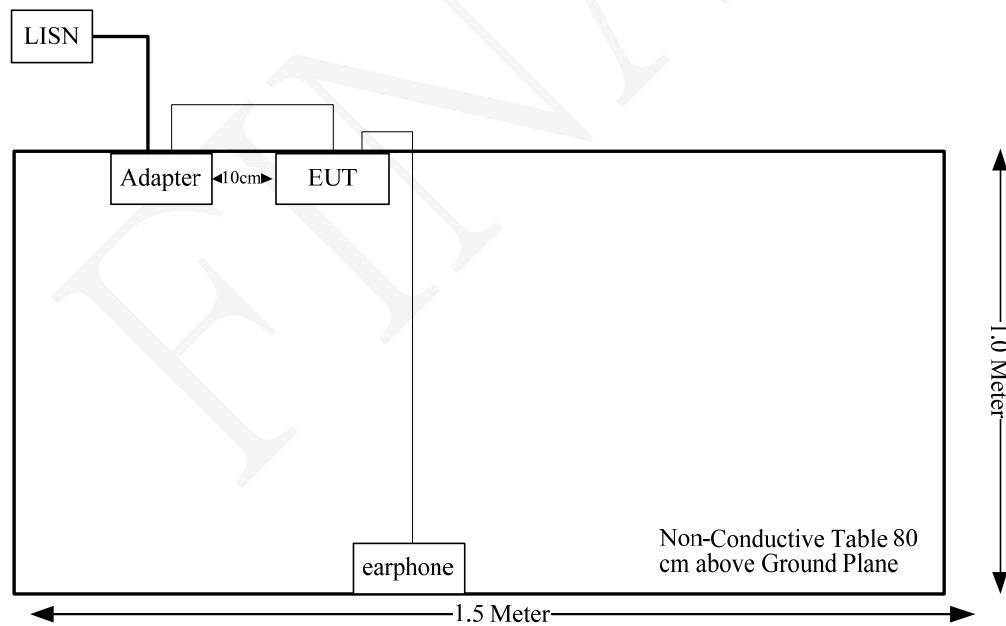 LISN
Adapter
10cm
EUT
1.0 Meter
earphone
Non-Conductive Table 80
cm above Ground Plane
1.5 Meter